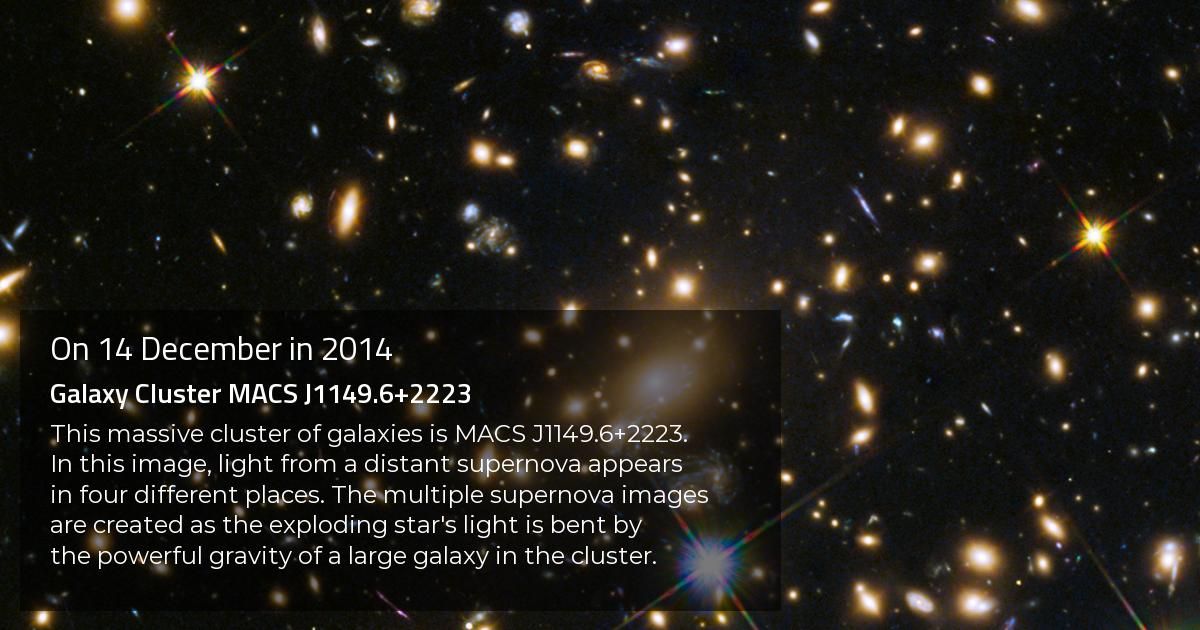 On 14 December in 2014
Galaxy Cluster MACS J1149.6+2223
This massive cluster of galaxies is MACS J1149.6+2223.
In this image, light from a distant supernova appears
in four different places. The multiple supernova images
are created as the exploding star's light is bent by
the powerful gravity of a large galaxy in the cluster.